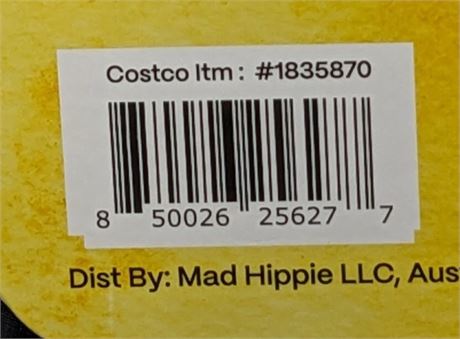 Costco Itm : #1835870
8 50026 25627 7
Dist By: Mad Hippie LLC, Aus